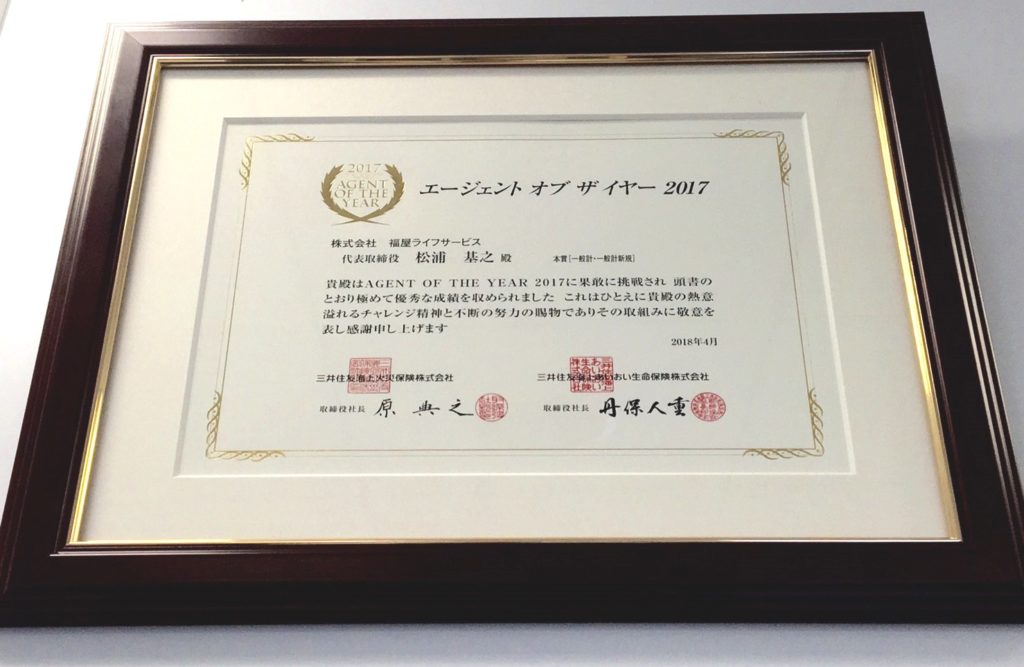 2017
AGENT
OF THE
YEAR
エージェント オブ ザ イヤー 2017
株式会社 福屋ライフサービス
代表取締役 松浦 基之 殿 本賞[一般計・一般計新規]
貴殿はAGENT OF THE YEAR 2017に果敢に挑戦され 頭書の
とおり極めて優秀な成績を収められました これはひとえに貴殿の熱意
溢れるチャレンジ精神と不断の努力の賜物でありその取組みに敬意を
表し感謝申し上げます
2018年4月
三井住友海上火災保険株式会社
取締役社長 原 典之
三井住友海上あいおい生命保険株式会社
取締役社長 丹保人重